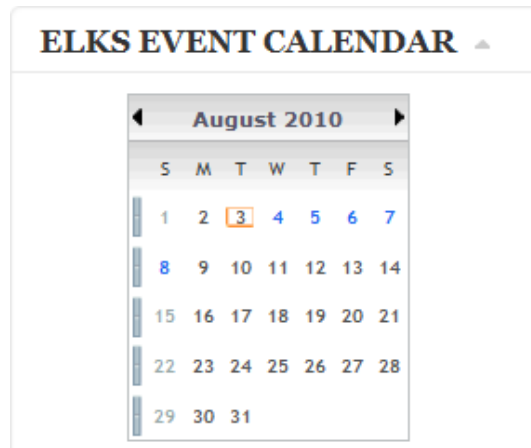 ELKS EVENT CALENDAR
August 2010
S M T W T F S
1 2 3 4 5 6 7
8 9 10 11 12 13 14
15 16 17 18 19 20 21
22 23 24 25 26 27 28
29 30 31